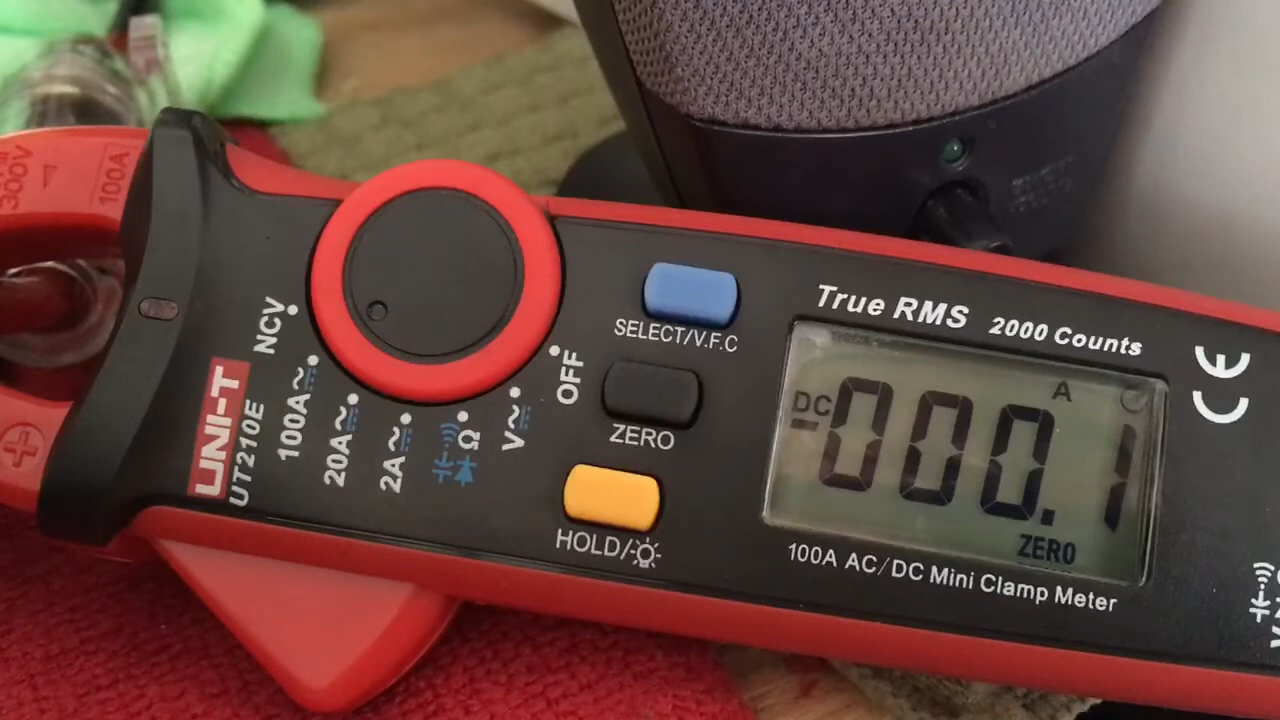 300V
100A
NCV
100A
20A
2A
Ω
V
OFF
UNI-T
UT210E
SELECT/V.F.C
ZERO
HOLD/
True RMS 2000 Counts
DC
A
000.1
ZERO
100A AC/DC Mini Clamp Meter
CE